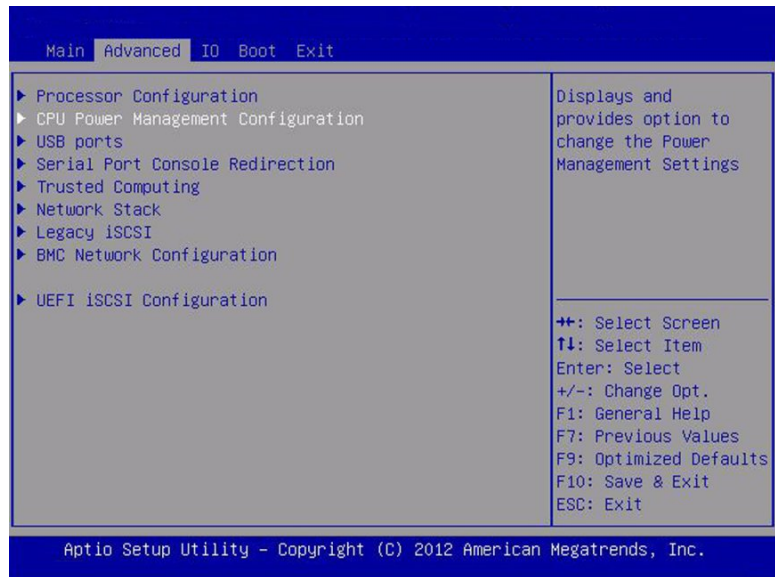 Main Advanced IO Boot Exit
Processor Configuration
CPU Power Management Configuration
USB ports
Serial Port Console Redirection
Trusted Computing
Network Stack
Legacy iSCSI
BMC Network Configuration
UEFI iSCSI Configuration
Displays and
provides option to
change the Power
Management Settings
→←: Select Screen
↑↓: Select Item
Enter: Select
+/-: Change Opt.
F1: General Help
F7: Previous Values
F9: Optimized Defaults
F10: Save & Exit
ESC: Exit
Aptio Setup Utility – Copyright (C) 2012 American Megatrends, Inc.